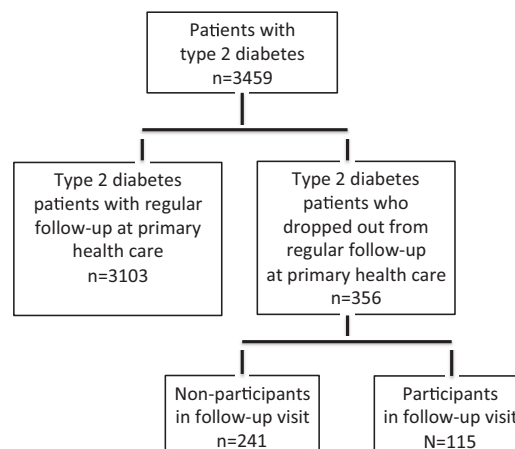 Patients with
type 2 diabetes
n=3459
Type 2 diabetes
patients with regular
follow-up at primary
health care
n=3103
Type 2 diabetes
patients who
dropped out from
regular follow-up
at primary health care
n=356
Non-participants
in follow-up visit
n=241
Participants
in follow-up visit
N=115